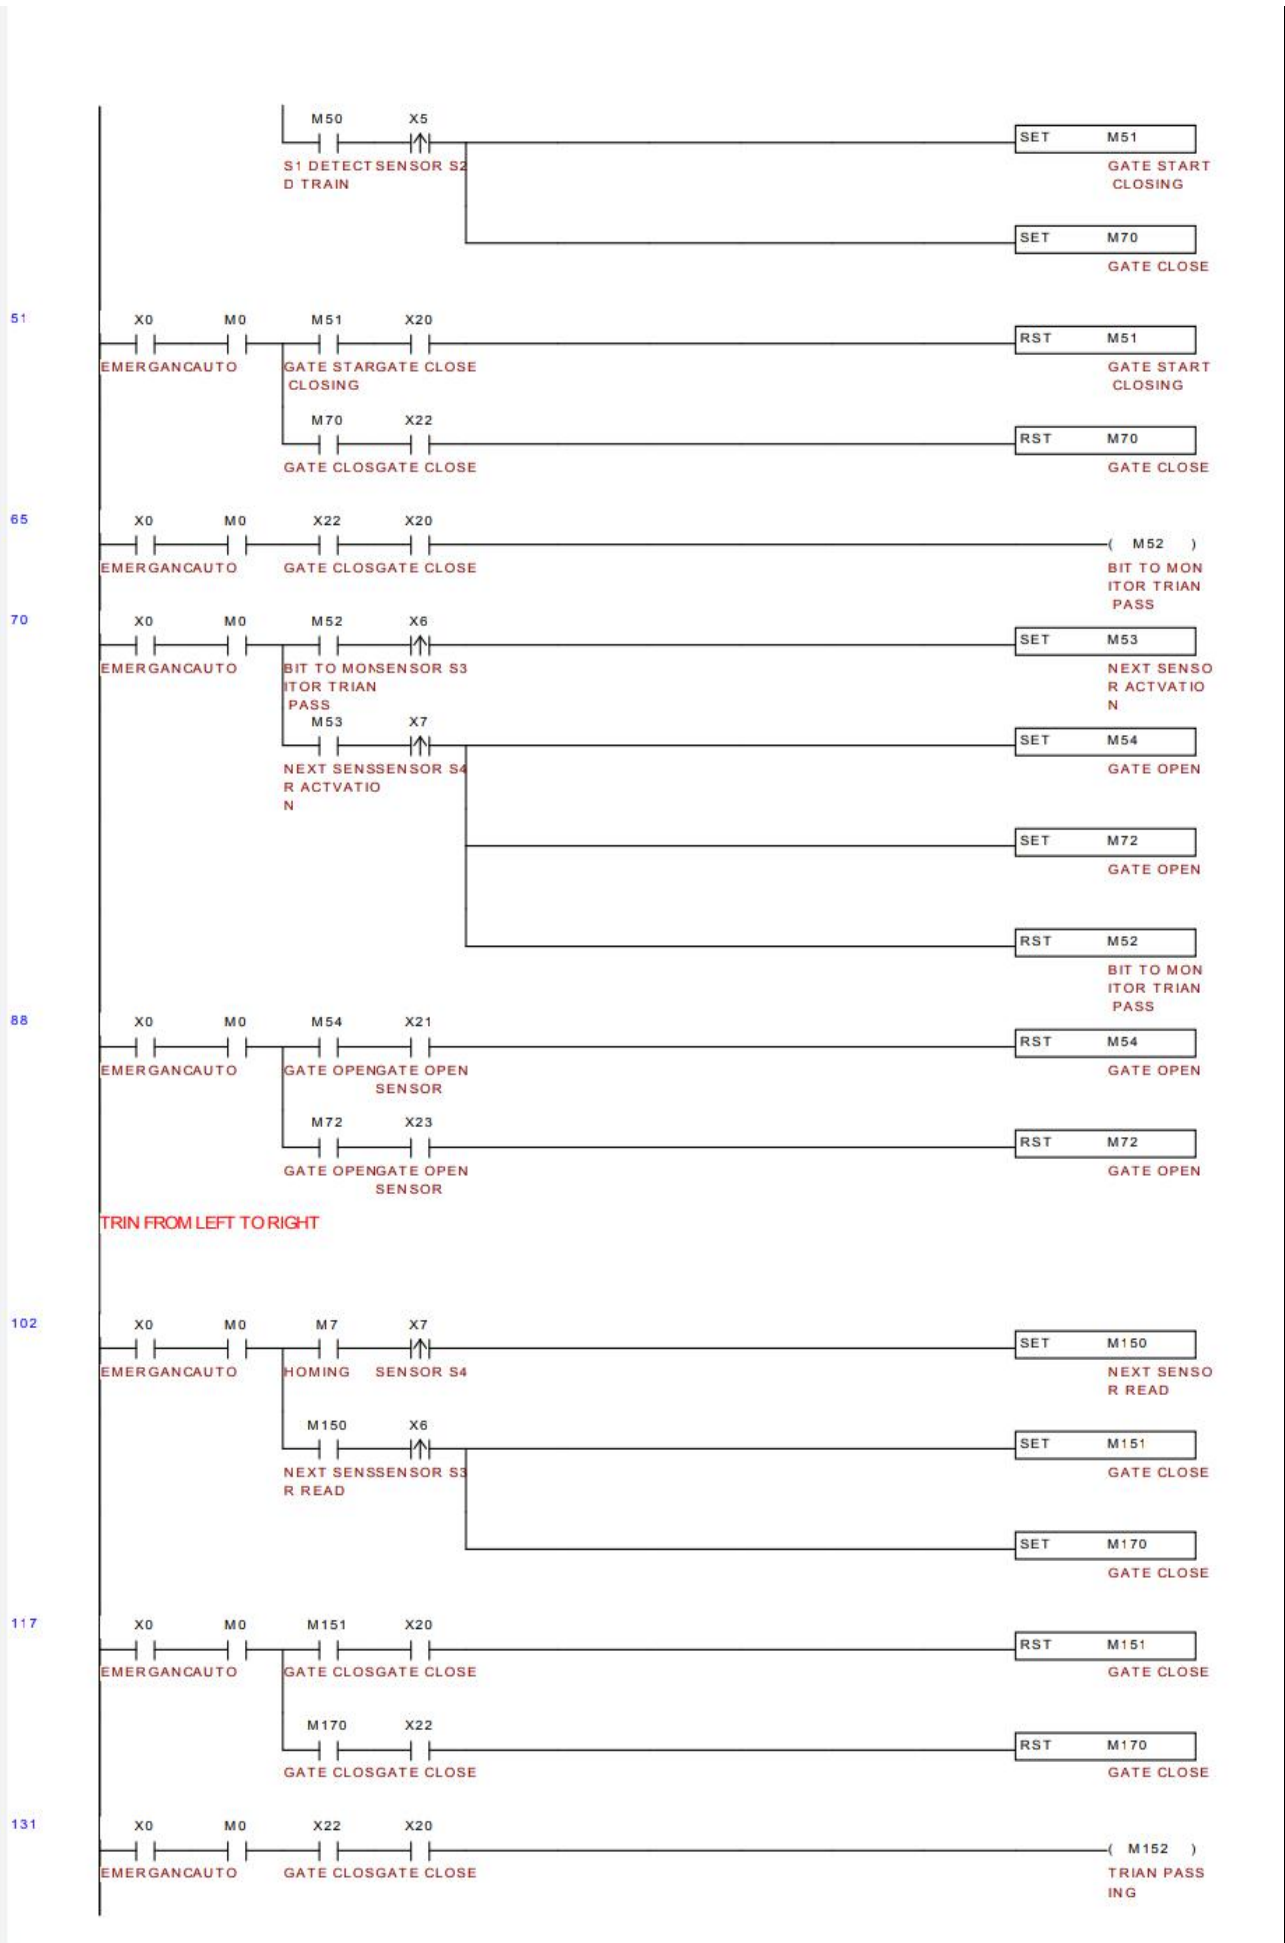 M50 X5
SET M51
S1 DETECT SENSOR S2 GATE START
D TRAIN CLOSING
SET M70
GATE CLOSE
51 X0 M0 M51 X20
RST M51
EMERGANC AUTO GATE STAR GATE CLOSE GATE START
CLOSING CLOSING
M70 X22
RST M70
GATE CLOS GATE CLOSE GATE CLOSE
65 X0 M0 X22 X20
( M52 )
EMERGANC AUTO GATE CLOS GATE CLOSE BIT TO MON
ITOR TRIAN
PASS
70 X0 M0 M52 X6
SET M53
EMERGANC AUTO BIT TO MON SENSOR S3 NEXT SENSO
ITOR TRIAN R ACTVATIO
PASS N
M53 X7
SET M54
NEXT SENS SENSOR S4 GATE OPEN
R ACTVATIO
N
SET M72
GATE OPEN
RST M52
BIT TO MON
ITOR TRIAN
PASS
88 X0 M0 M54 X21
RST M54
EMERGANC AUTO GATE OPEN GATE OPEN GATE OPEN
SENSOR
M72 X23
RST M72
GATE OPEN GATE OPEN GATE OPEN
SENSOR
TRIN FROM LEFT TO RIGHT
102 X0 M0 M7 X7
SET M150
EMERGANC AUTO HOMING SENSOR S4 NEXT SENSO
R READ
M150 X6
SET M151
NEXT SENS SENSOR S3 GATE CLOSE
R READ
SET M170
GATE CLOSE
117 X0 M0 M151 X20
RST M151
EMERGANC AUTO GATE CLOS GATE CLOSE GATE CLOSE
M170 X22
RST M170
GATE CLOS GATE CLOSE GATE CLOSE
131 X0 M0 X22 X20
( M152 )
EMERGANC AUTO GATE CLOS GATE CLOSE TRIAN PASS
ING